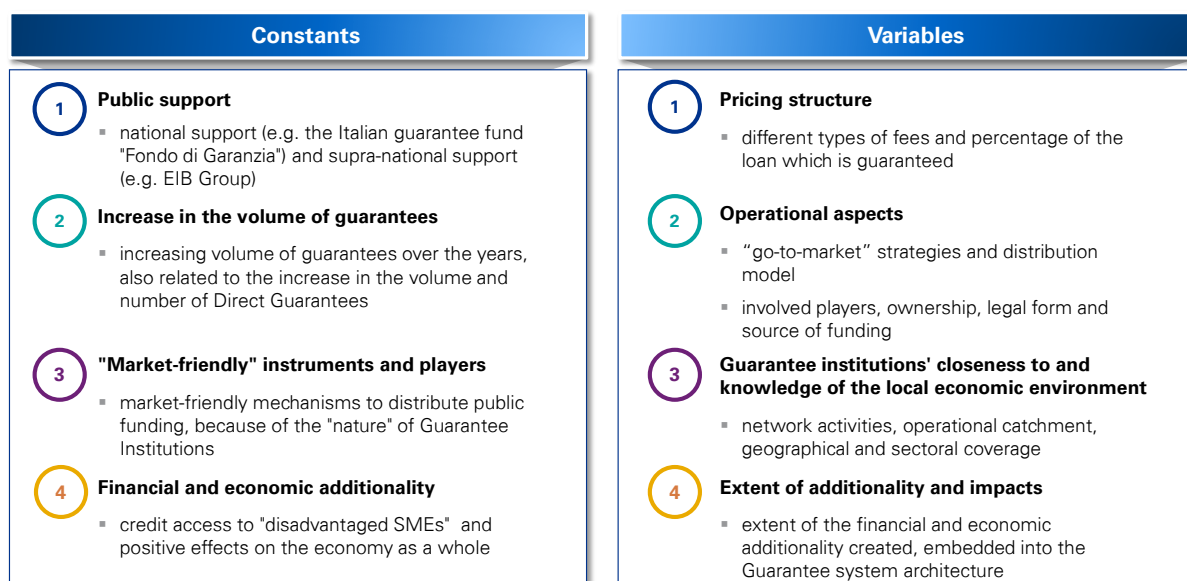 Constants
1
Public support
▪ national support (e.g. the Italian guarantee fund
"Fondo di Garanzia") and supra-national support
(e.g. EIB Group)
2
Increase in the volume of guarantees
▪ increasing volume of guarantees over the years,
also related to the increase in the volume and
number of Direct Guarantees
3
"Market-friendly" instruments and players
▪ market-friendly mechanisms to distribute public
funding, because of the "nature" of Guarantee
Institutions
4
Financial and economic additionality
▪ credit access to "disadvantaged SMEs" and
positive effects on the economy as a whole
Variables
1
Pricing structure
▪ different types of fees and percentage of the
loan which is guaranteed
2
Operational aspects
▪ “go-to-market” strategies and distribution
model
▪ involved players, ownership, legal form and
source of funding
3
Guarantee institutions' closeness to and
knowledge of the local economic environment
▪ network activities, operational catchment,
geographical and sectoral coverage
4
Extent of additionality and impacts
▪ extent of the financial and economic
additionality created, embedded into the
Guarantee system architecture